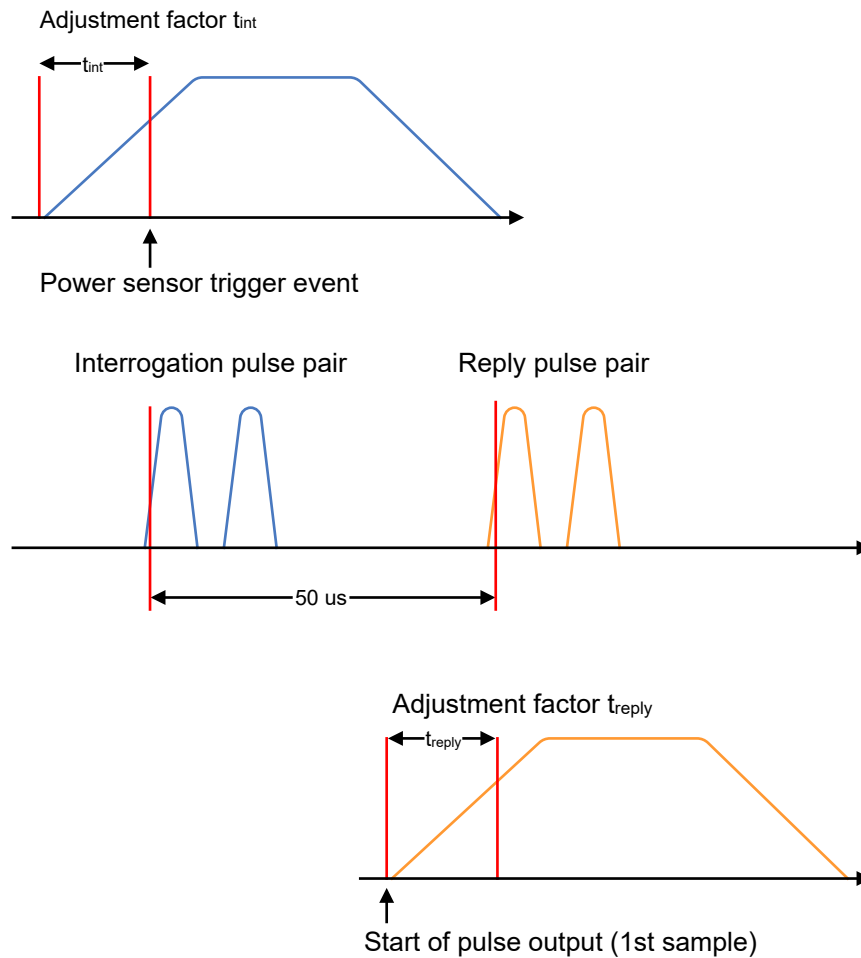 Adjustment factor tint
tint
Power sensor trigger event
Interrogation pulse pair
Reply pulse pair
50 us
Adjustment factor treply
treply
Start of pulse output (1st sample)